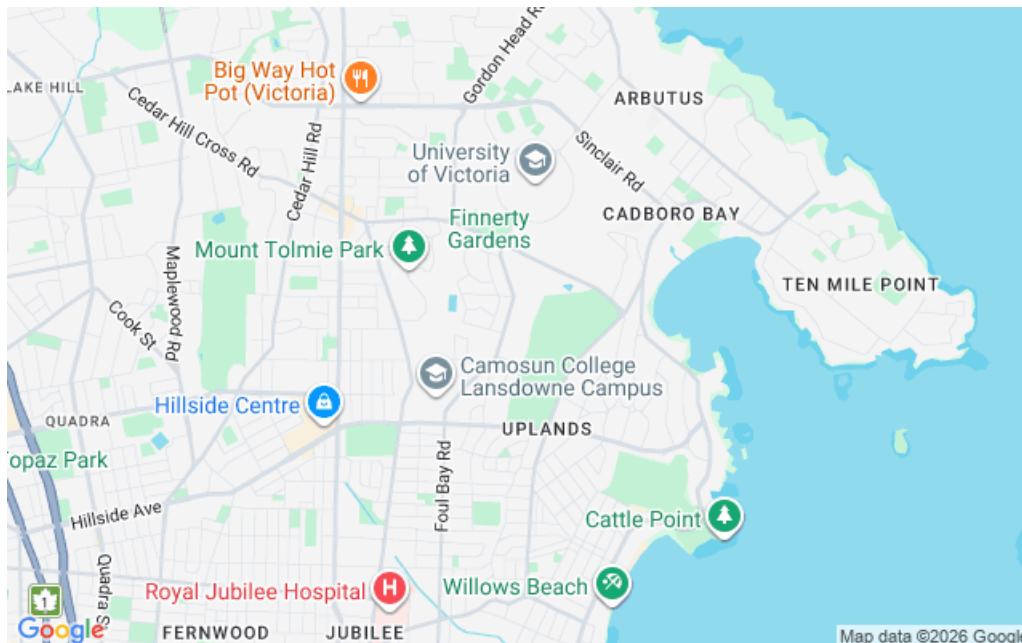 Gordon Head Rd
Big Way Hot
Pot (Victoria)
LAKE HILL
ARBUTUS
Cedar Hill Cross Rd
Cedar Hill Rd
Sinclair Rd
University
of Victoria
CADBORO BAY
Finnerty
Gardens
Mount Tolmie Park
Maplewood Rd
TEN MILE POINT
Cook St
Camosun College
Lansdowne Campus
Hillside Centre
QUADRA
UPLANDS
Topaz Park
Foul Bay Rd
Hillside Ave
Cattle Point
Quadra St
Royal Jubilee Hospital
H
Willows Beach
1
Google
FERNWOOD
JUBILEE
Map data ©2026 Google